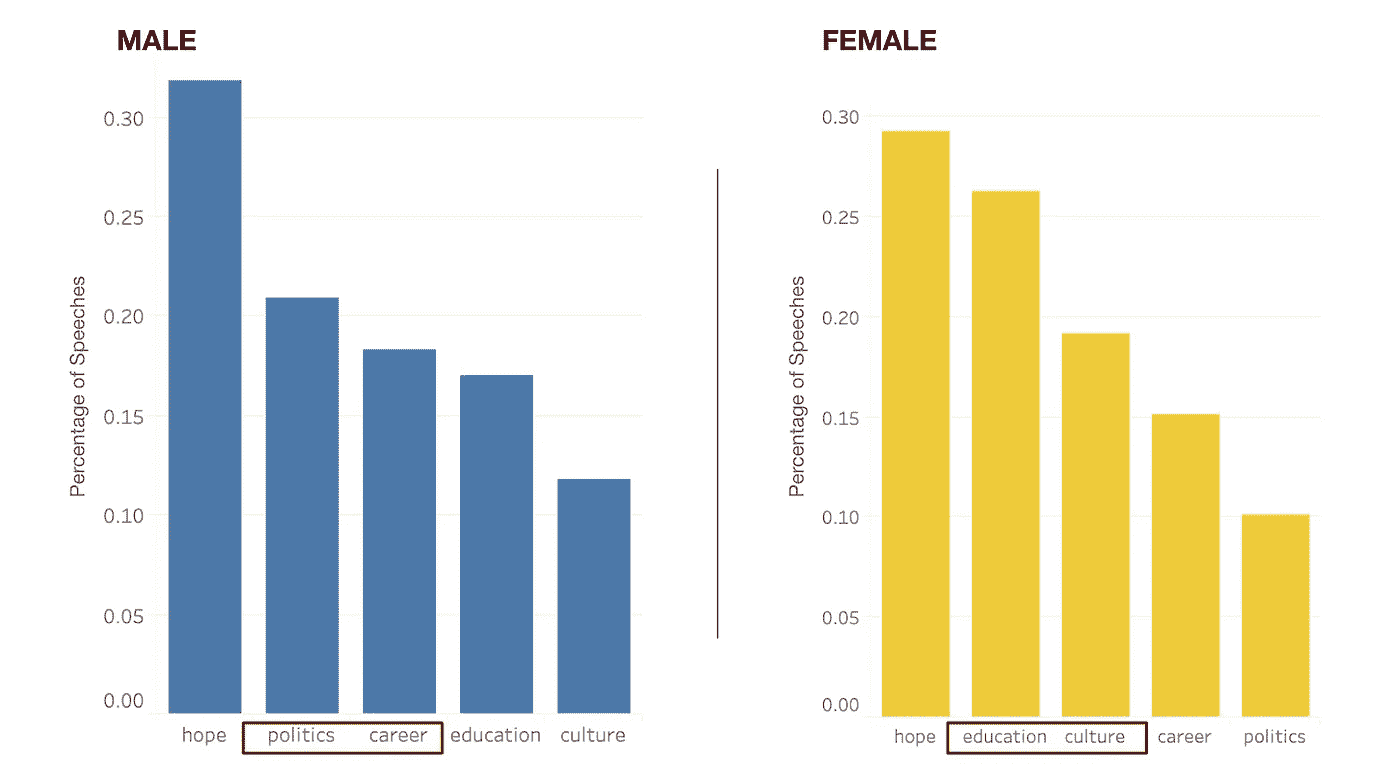 MALE
0.30
0.25
0.20
0.15
0.10
0.05
0.00
Percentage of Speeches
hope politics career education culture
FEMALE
0.30
0.25
0.20
0.15
0.10
0.05
0.00
Percentage of Speeches
hope education culture career politics